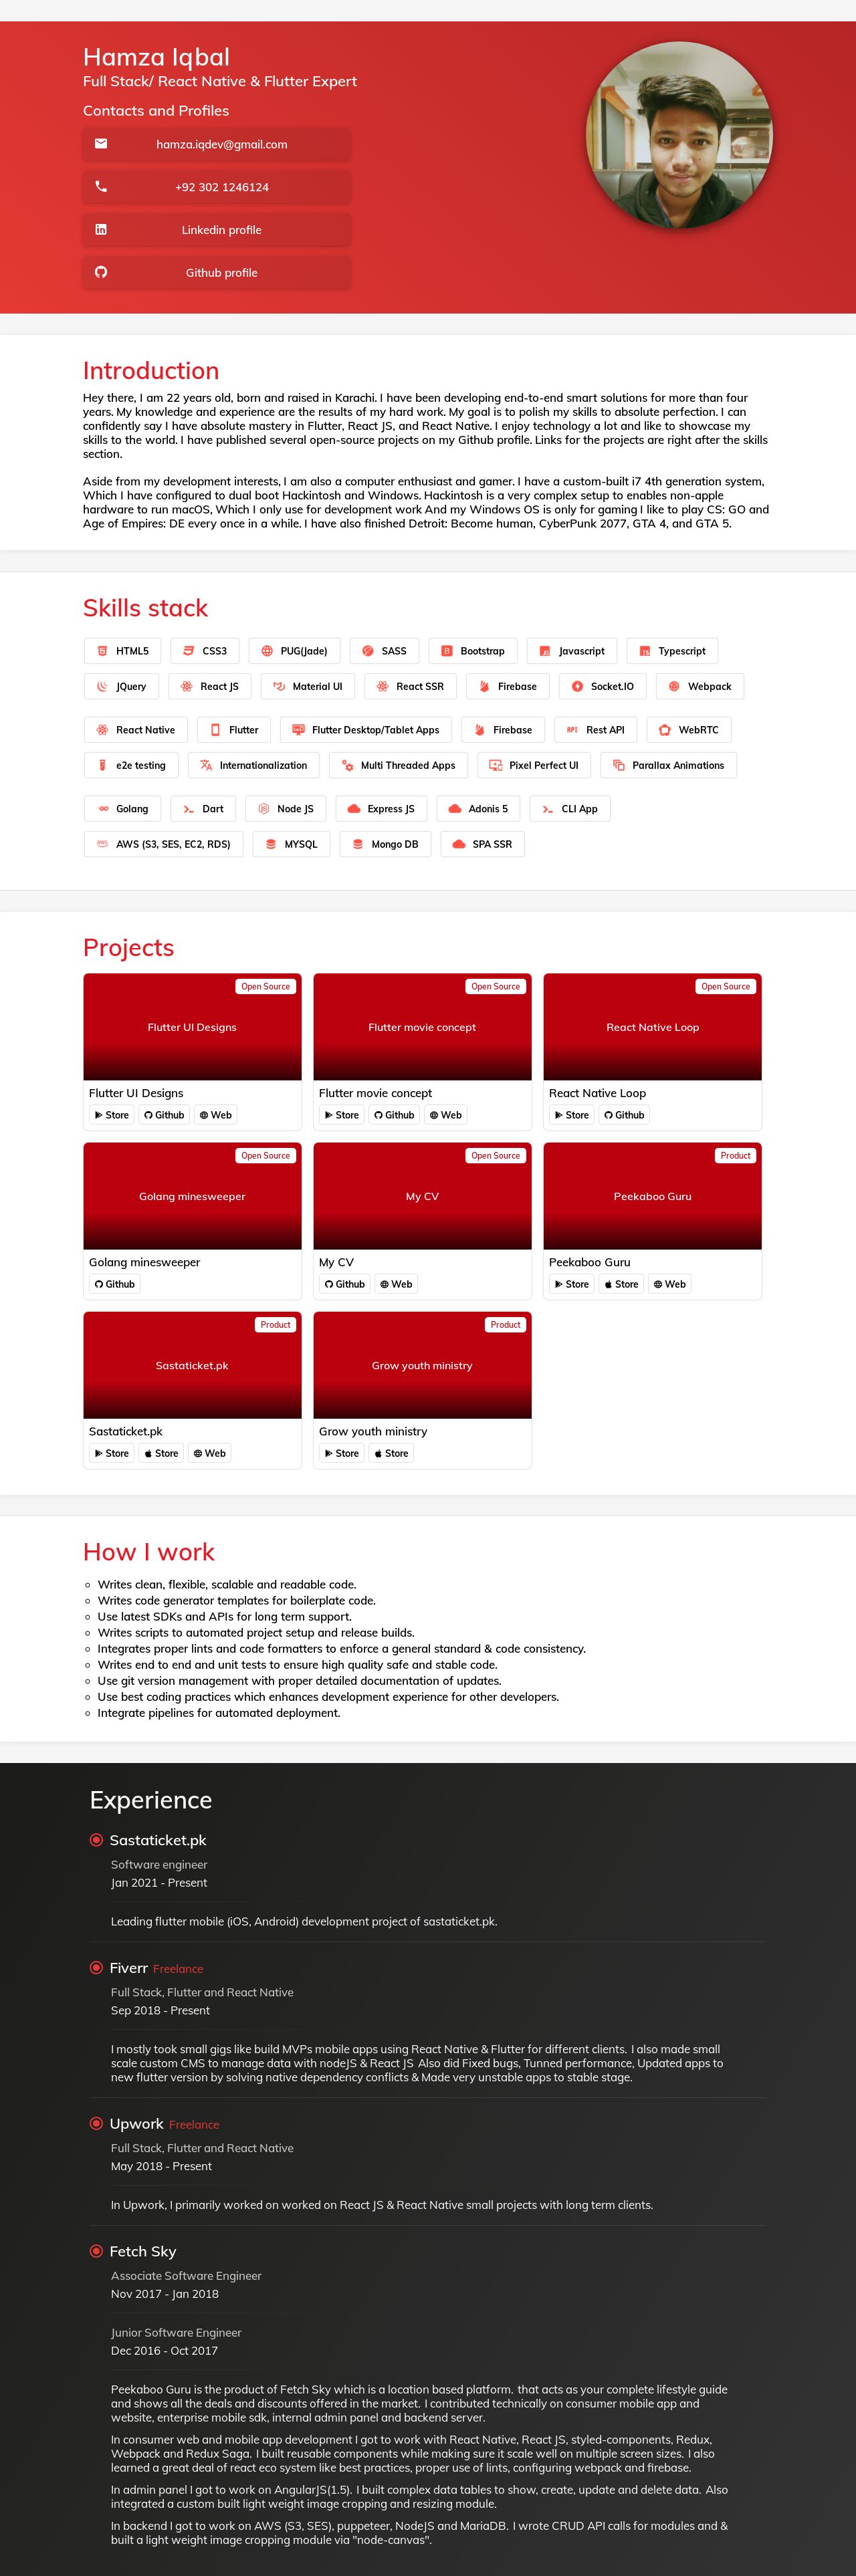 Hamza Iqbal
Full Stack/ React Native & Flutter Expert
Contacts and Profiles
hamza.iqdev@gmail.com
+92 302 1246124
Linkedin profile
Github profile
Introduction
Hey there, I am 22 years old, born and raised in Karachi. I have been developing end-to-end smart solutions for more than four
years. My knowledge and experience are the results of my hard work. My goal is to polish my skills to absolute perfection. I can
confidently say I have absolute mastery in Flutter, React JS, and React Native. I enjoy technology a lot and like to showcase my
skills to the world. I have published several open-source projects on my Github profile. Links for the projects are right after the skills
section.
Aside from my development interests, I am also a computer enthusiast and gamer. I have a custom-built i7 4th generation system,
Which I have configured to dual boot Hackintosh and Windows. Hackintosh is a very complex setup to enables non-apple
hardware to run macOS, Which I only use for development work And my Windows OS is only for gaming I like to play CS: GO and
Age of Empires: DE every once in a while. I have also finished Detroit: Become human, CyberPunk 2077, GTA 4, and GTA 5.
Skills stack
HTML5 CSS3 PUG(Jade) SASS Bootstrap Javascript Typescript
JQuery React JS Material UI React SSR Firebase Socket.IO Webpack
React Native Flutter Flutter Desktop/Tablet Apps Firebase Rest API WebRTC
e2e testing Internationalization Multi Threaded Apps Pixel Perfect UI Parallax Animations
Golang Dart Node JS Express JS Adonis 5 CLI App
AWS (S3, SES, EC2, RDS) MYSQL Mongo DB SPA SSR
Projects
Open Source Open Source Open Source
Flutter UI Designs Flutter movie concept React Native Loop
Flutter UI Designs Flutter movie concept React Native Loop
Store Github Web Store Github Web Store Github
Open Source Open Source Product
Golang minesweeper My CV Peekaboo Guru
Golang minesweeper My CV Peekaboo Guru
Github Github Web Store Store Web
Product Product
Sastaticket.pk Grow youth ministry
Sastaticket.pk Grow youth ministry
Store Store Web Store Store
How I work
Writes clean, flexible, scalable and readable code.
Writes code generator templates for boilerplate code.
Use latest SDKs and APIs for long term support.
Writes scripts to automated project setup and release builds.
Integrates proper lints and code formatters to enforce a general standard & code consistency.
Writes end to end and unit tests to ensure high quality safe and stable code.
Use git version management with proper detailed documentation of updates.
Use best coding practices which enhances development experience for other developers.
Integrate pipelines for automated deployment.
Experience
Sastaticket.pk
Software engineer
Jan 2021 - Present
Leading flutter mobile (iOS, Android) development project of sastaticket.pk.
Fiverr Freelance
Full Stack, Flutter and React Native
Sep 2018 - Present
I mostly took small gigs like build MVPs mobile apps using React Native & Flutter for different clients. I also made small
scale custom CMS to manage data with nodeJS & React JS Also did Fixed bugs, Tunned performance, Updated apps to
new flutter version by solving native dependency conflicts & Made very unstable apps to stable stage.
Upwork Freelance
Full Stack, Flutter and React Native
May 2018 - Present
In Upwork, I primarily worked on worked on React JS & React Native small projects with long term clients.
Fetch Sky
Associate Software Engineer
Nov 2017 - Jan 2018
Junior Software Engineer
Dec 2016 - Oct 2017
Peekaboo Guru is the product of Fetch Sky which is a location based platform. that acts as your complete lifestyle guide
and shows all the deals and discounts offered in the market. I contributed technically on consumer mobile app and
website, enterprise mobile sdk, internal admin panel and backend server.
In consumer web and mobile app development I got to work with React Native, React JS, styled-components, Redux,
Webpack and Redux Saga. I built reusable components while making sure it scale well on multiple screen sizes. I also
learned a great deal of react eco system like best practices, proper use of lints, configuring webpack and firebase.
In admin panel I got to work on AngularJS(1.5). I built complex data tables to show, create, update and delete data. Also
integrated a custom built light weight image cropping and resizing module.
In backend I got to work on AWS (S3, SES), puppeteer, NodeJS and MariaDB. I wrote CRUD API calls for modules and &
built a light weight image cropping module via "node-canvas".